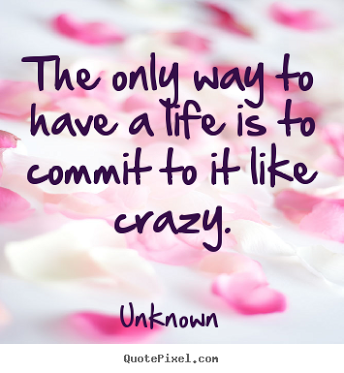 The only way to
have a life is to
commit to it like
crazy.
Unknown
QuotePixel.com